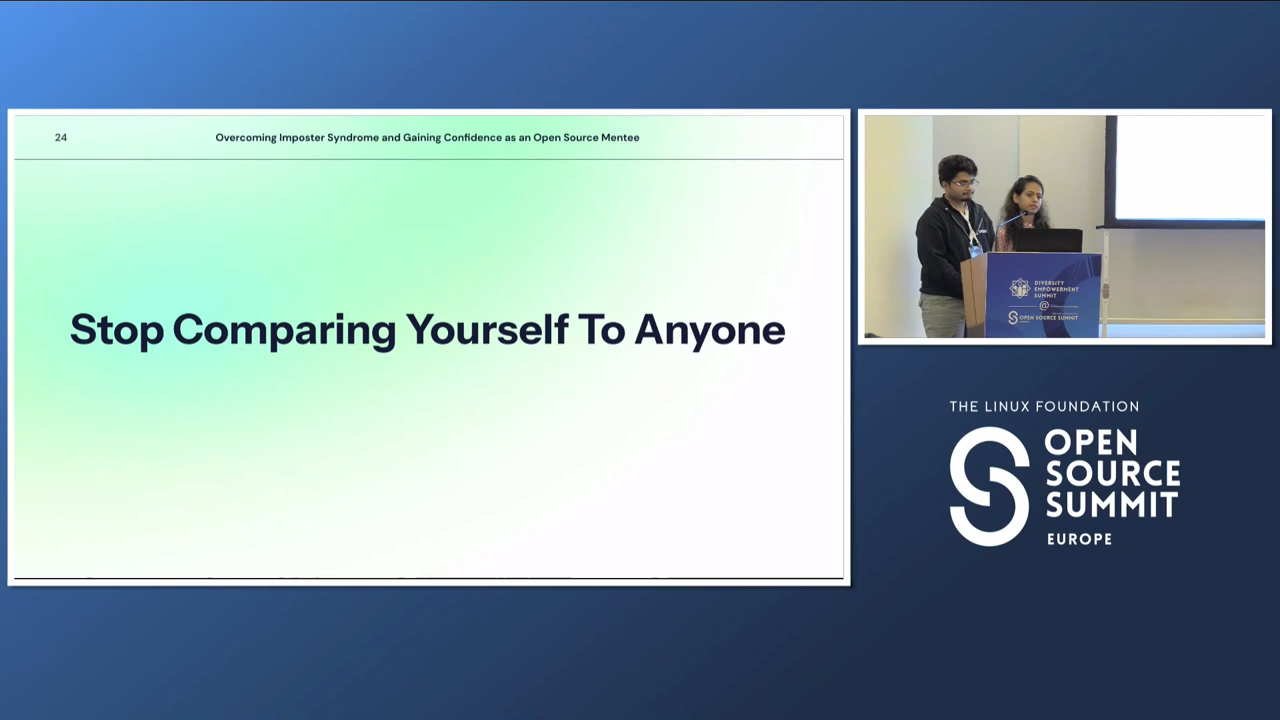 24
Overcoming Imposter Syndrome and Gaining Confidence as an Open Source Mentee
Stop Comparing Yourself To Anyone
DIVERSITY
EMPOWERMENT
SUMMIT
@
OPEN SOURCE SUMMIT
THE LINUX FOUNDATION
OPEN
SOURCE
SUMMIT
EUROPE